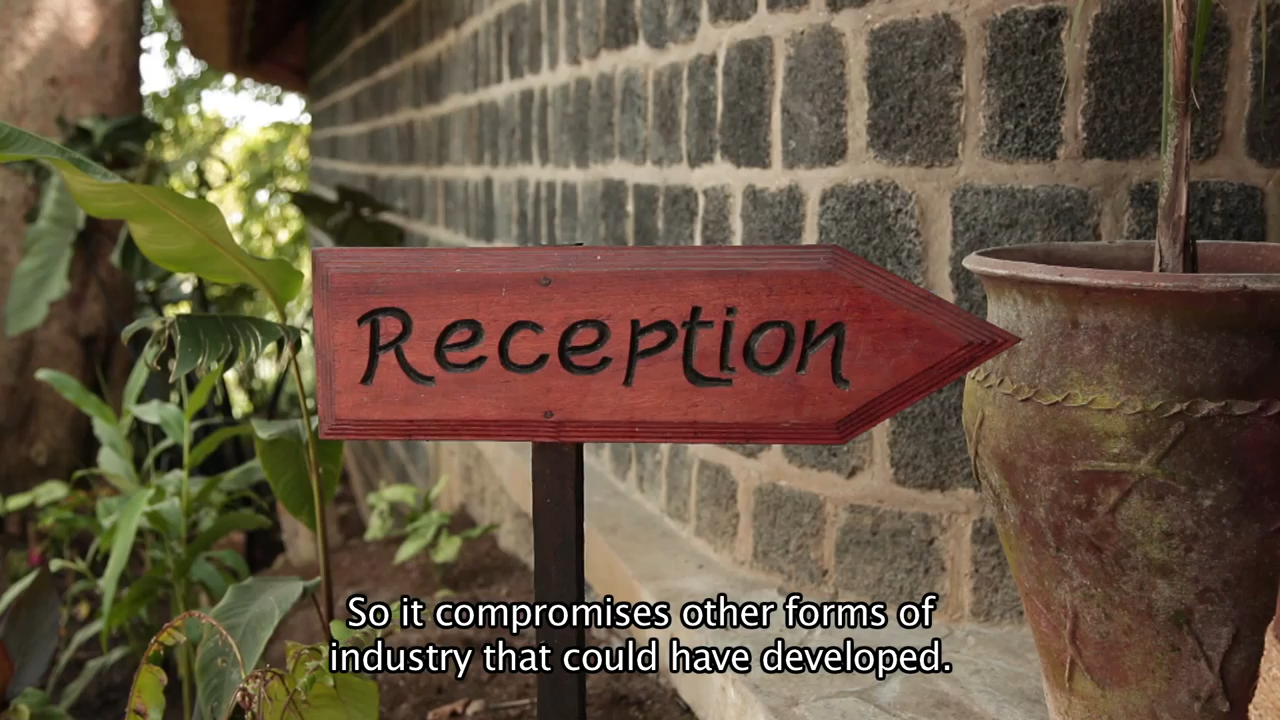 Reception
So it compromises other forms of
industry that could have developed.